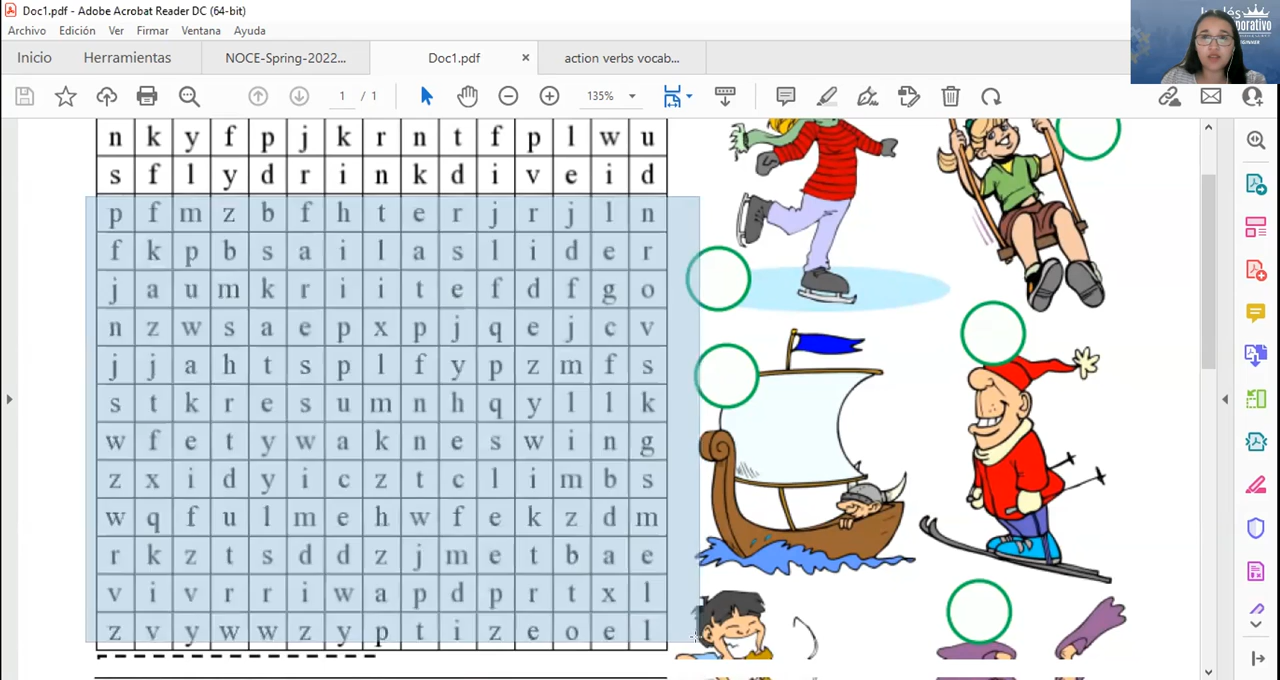 Doc1.pdf - Adobe Acrobat Reader DC (64-bit)
Archivo Edición Ver Firmar Ventana Ayuda
Inicio Herramientas NOCE-Spring-2022... Doc1.pdf × action verbs vocab...
1 / 1 135%
n k y f p j k r n t f p l w u
s f l y d r i n k d i v e i d
p f m z b f h t e r j r j l n
f k p b s a i l a s l i d e r
j a u m k r i i t e f d f g o
n z w s a e p x p j q e j c v
j j a h t s p l f y p z m f s
s t k r e s u m n h q y l l k
w f e t y w a k n e s w i n g
z x i d y i c z t c l i m b s
w q f u l m e h w f e k z d m
r k z t s d d z j m e t b a e
v i v r r i w a p d p r t x l
z v y w w z y p t i z e o e l